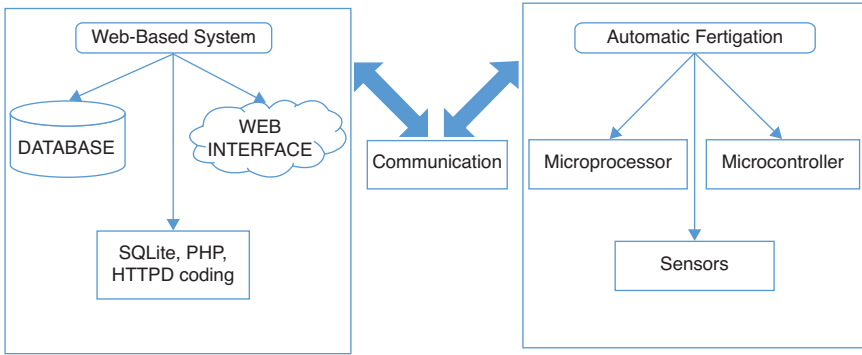 Web-Based System
DATABASE
WEB
INTERFACE
SQLite, PHP,
HTTPD coding
Communication
Automatic Fertigation
Microprocessor
Microcontroller
Sensors